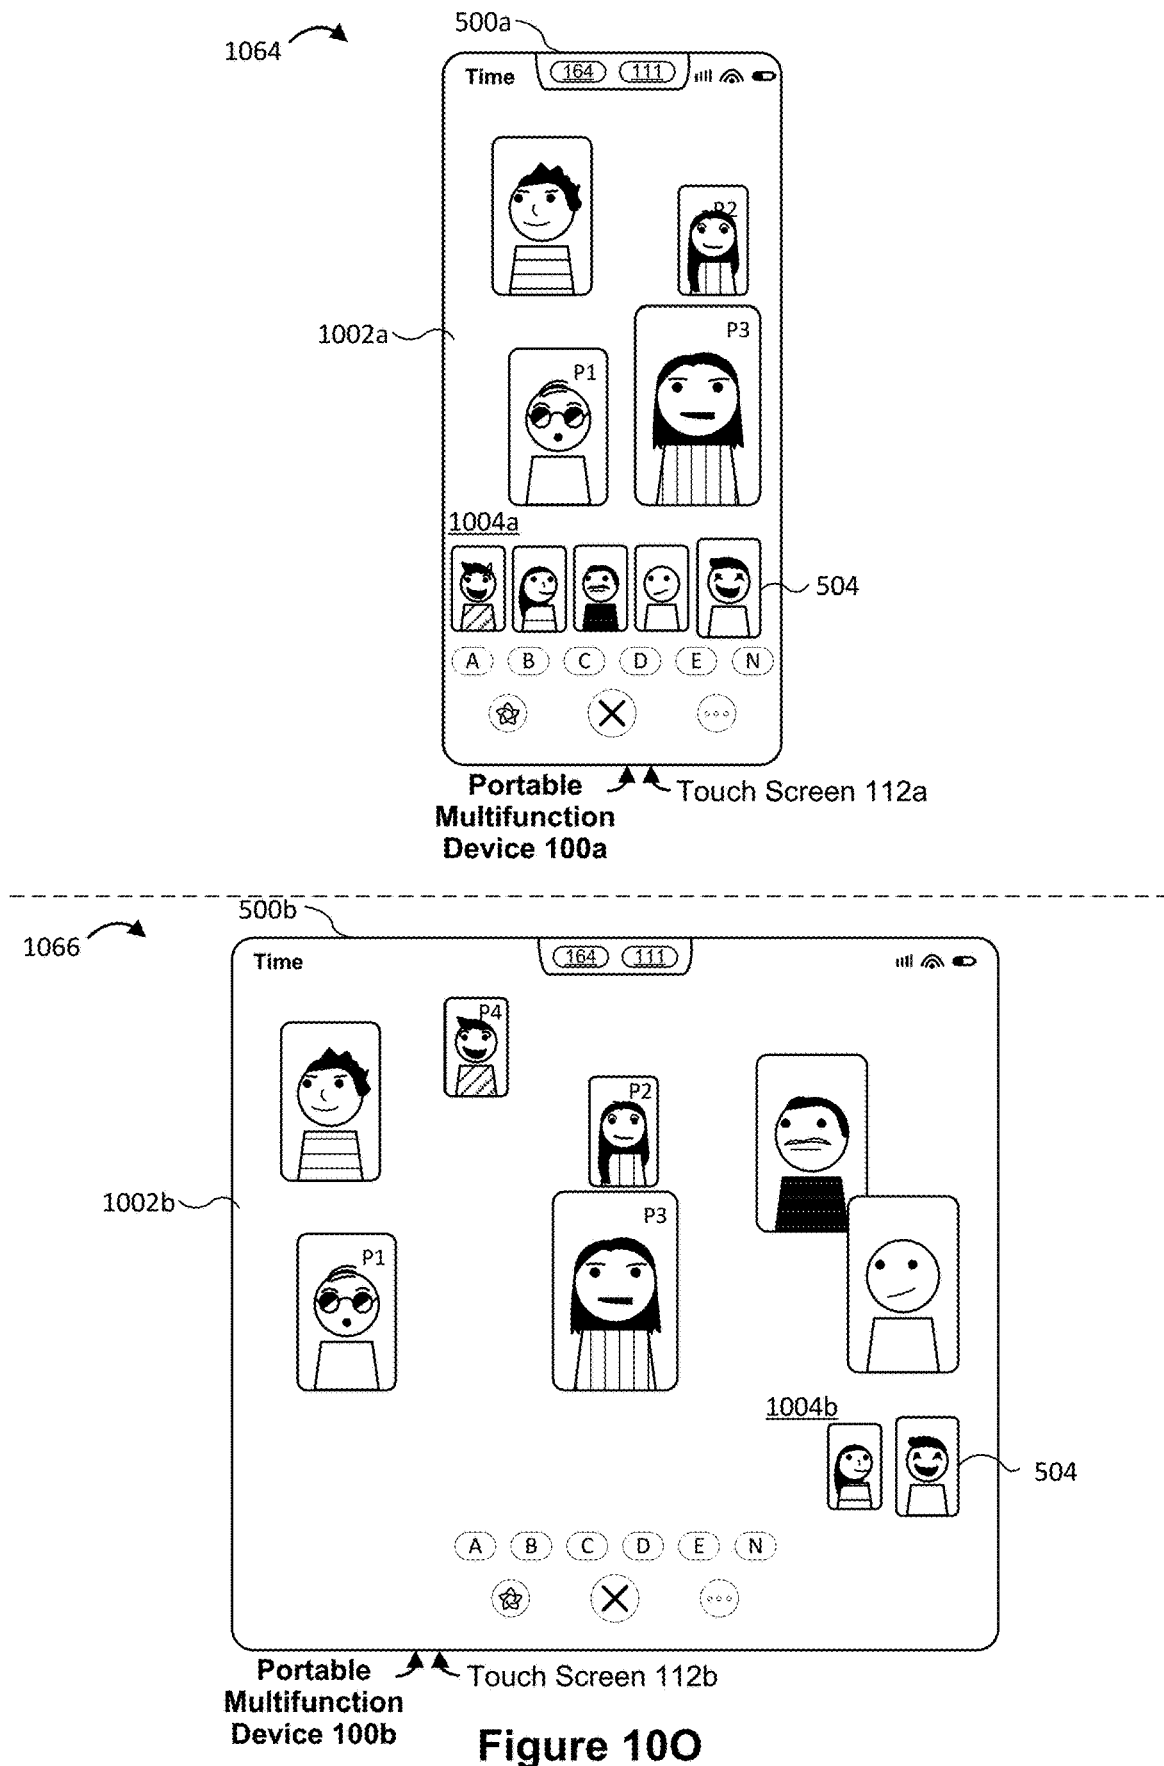 1064
500a
Time
164
111
P2
1002a
P3
P1
1004a
504
A B C D E N
Portable
Multifunction
Device 100a
Touch Screen 112a
1066
500b
Time
164
111
P4
P2
1002b
P3
P1
1004b
504
A B C D E N
Portable
Multifunction
Device 100b
Touch Screen 112b
Figure 10O